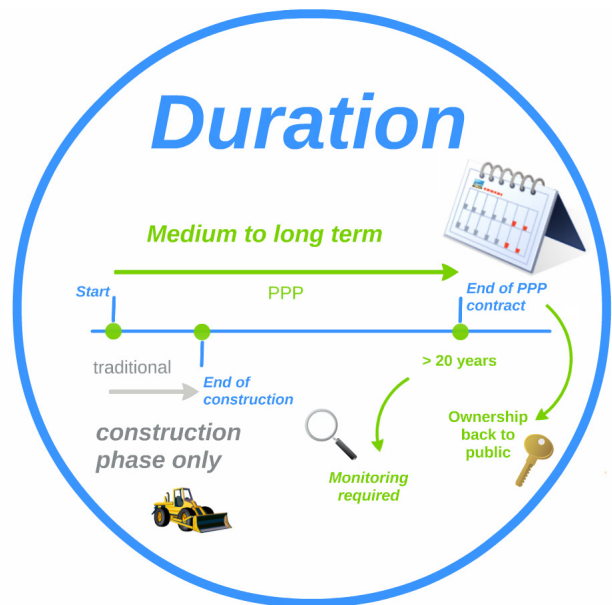 Duration
Medium to long term
Start
PPP
End of PPP
contract
traditional
End of
construction
> 20 years
construction
phase only
Ownership
back to
public
Monitoring
required